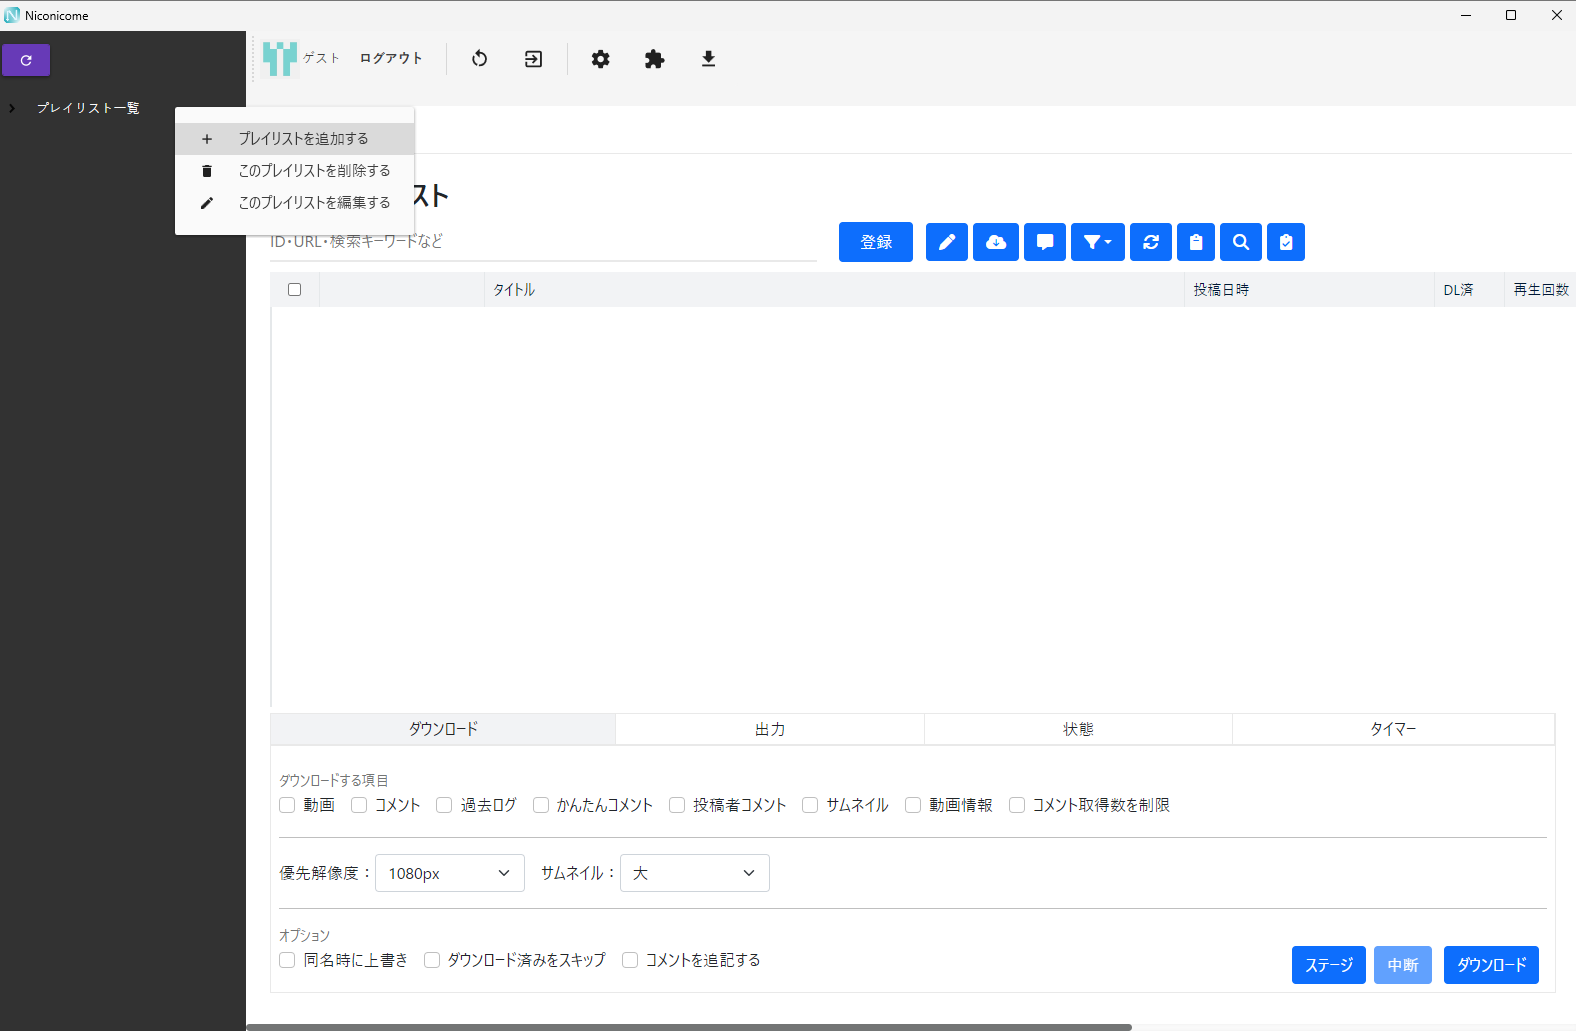 Niconicome
ゲスト ログアウト
プレイリスト一覧
プレイリストを追加する
このプレイリストを削除する
このプレイリストを編集する
スト
ID・URL・検索キーワードなど
登録
タイトル 投稿日時 DL済 再生回数
ダウンロード 出力 状態 タイマー
ダウンロードする項目
動画 コメント 過去ログ かんたんコメント 投稿者コメント サムネイル 動画情報 コメント取得数を制限
優先解像度： 1080px サムネイル： 大
オプション
同名時に上書き ダウンロード済みをスキップ コメントを追記する
ステージ 中断 ダウンロード